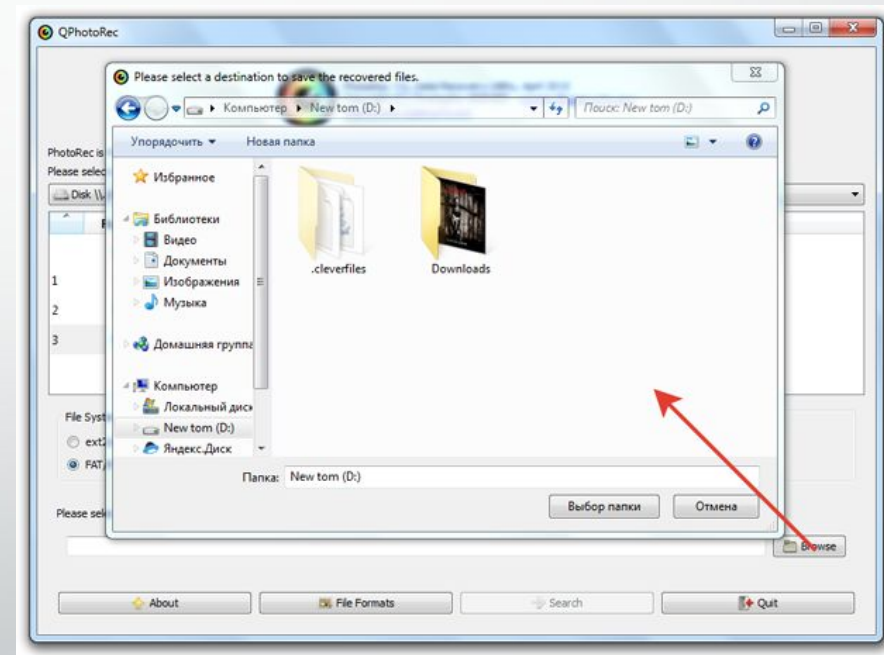 QPhotoRec
Please select a destination to save the recovered files.
Компьютер New tom (D:)
Поиск: New tom (D:)
Упорядочить Новая папка
PhotoRec is
Please selec
Disk \\.
Избранное
Библиотеки
Видео
Документы
Изображения
Музыка
Домашняя группа
Компьютер
Локальный диск
New tom (D:)
Яндекс.Диск
.cleverfiles
Downloads
1
2
3
File Syst
ext2
FAT/
Папка: New tom (D:)
Выбор папки Отмена
Please sele
Browse
About File Formats Search Quit